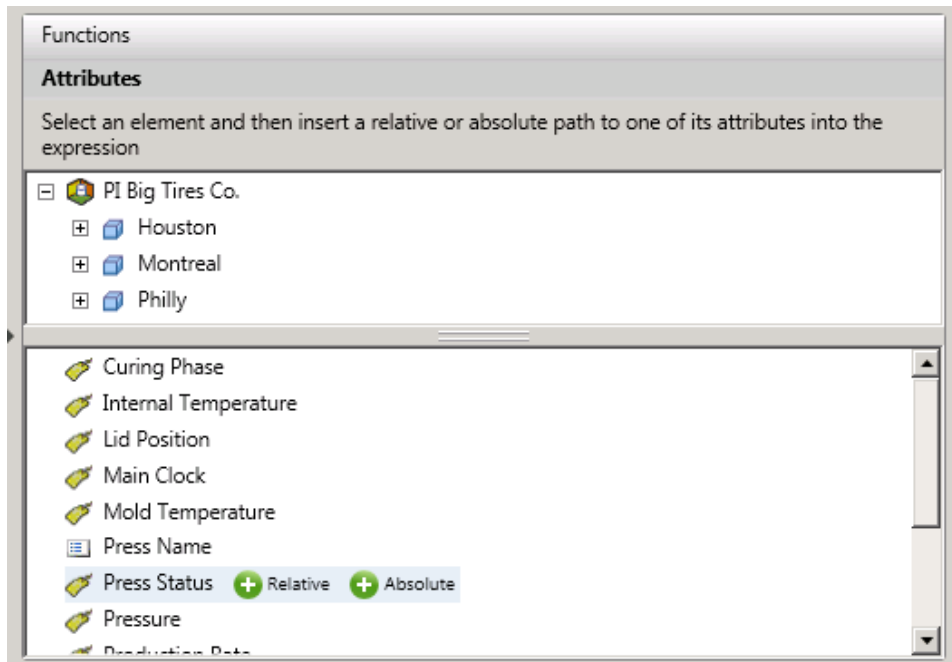 Functions
Attributes
Select an element and then insert a relative or absolute path to one of its attributes into the
expression
PI Big Tires Co.
Houston
Montreal
Philly
Curing Phase
Internal Temperature
Lid Position
Main Clock
Mold Temperature
Press Name
Press Status Relative Absolute
Pressure
Production Rate